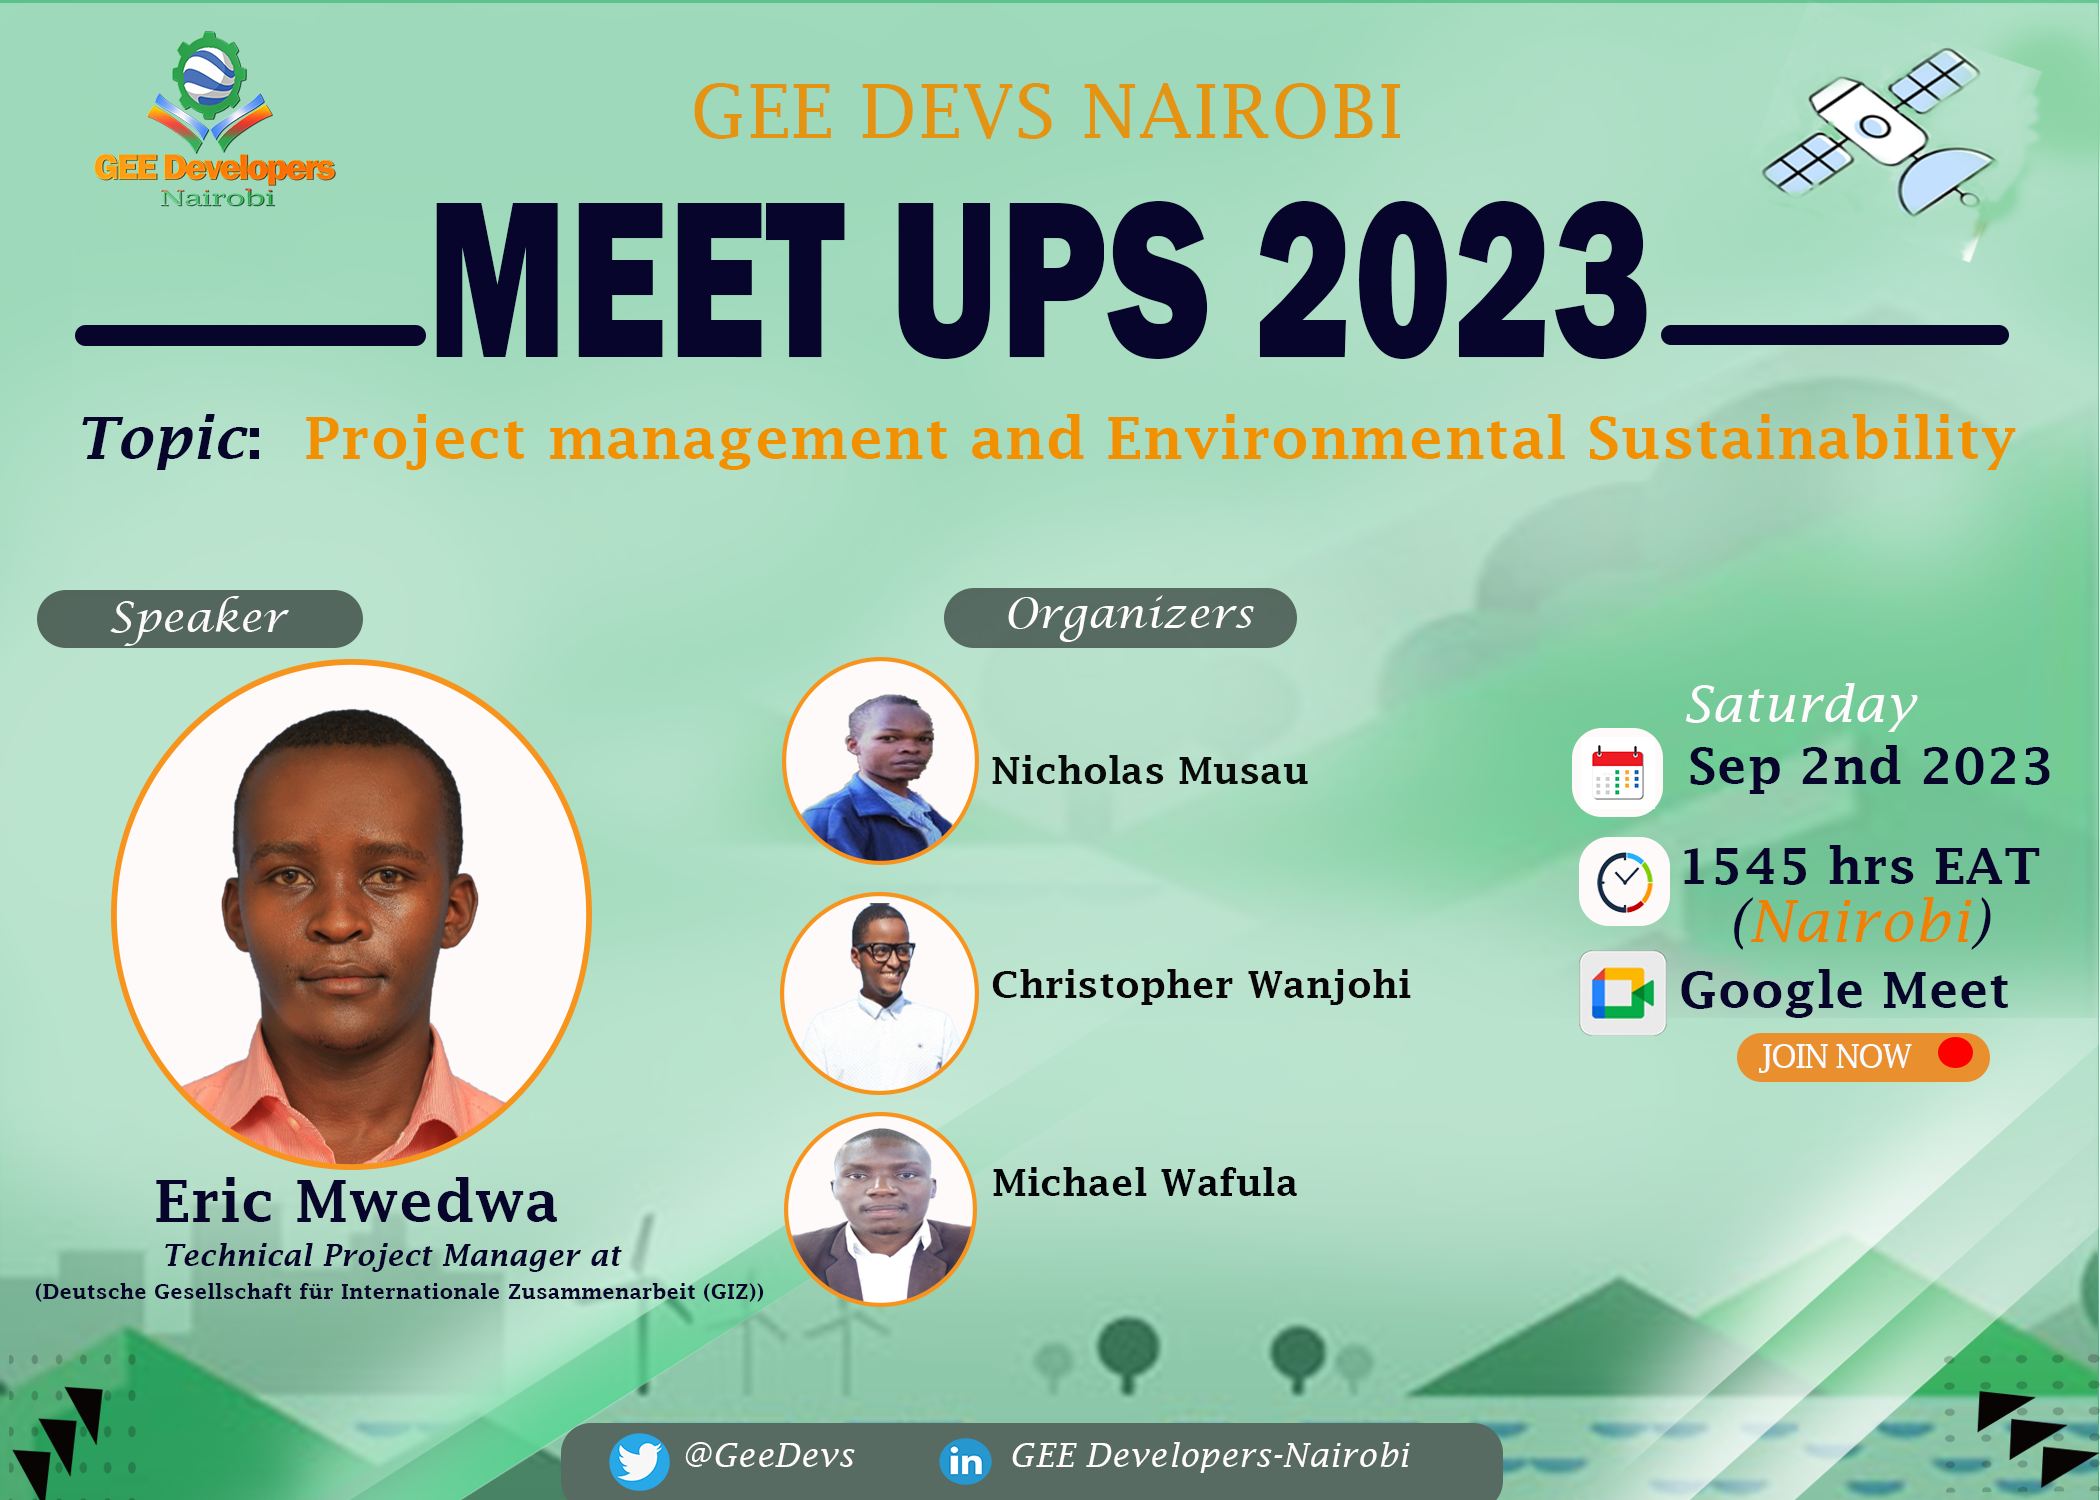 GEE Developers
Nairobi
GEE DEVS NAIROBI
MEET UPS 2023
Topic: Project management and Environmental Sustainability
Speaker
Eric Mwedwa
Technical Project Manager at
(Deutsche Gesellschaft für Internationale Zusammenarbeit (GIZ))
Organizers
Nicholas Musau
Christopher Wanjohi
Michael Wafula
Saturday
Sep 2nd 2023
1545 hrs EAT
(Nairobi)
Google Meet
JOIN NOW
@GeeDevs
in GEE Developers-Nairobi